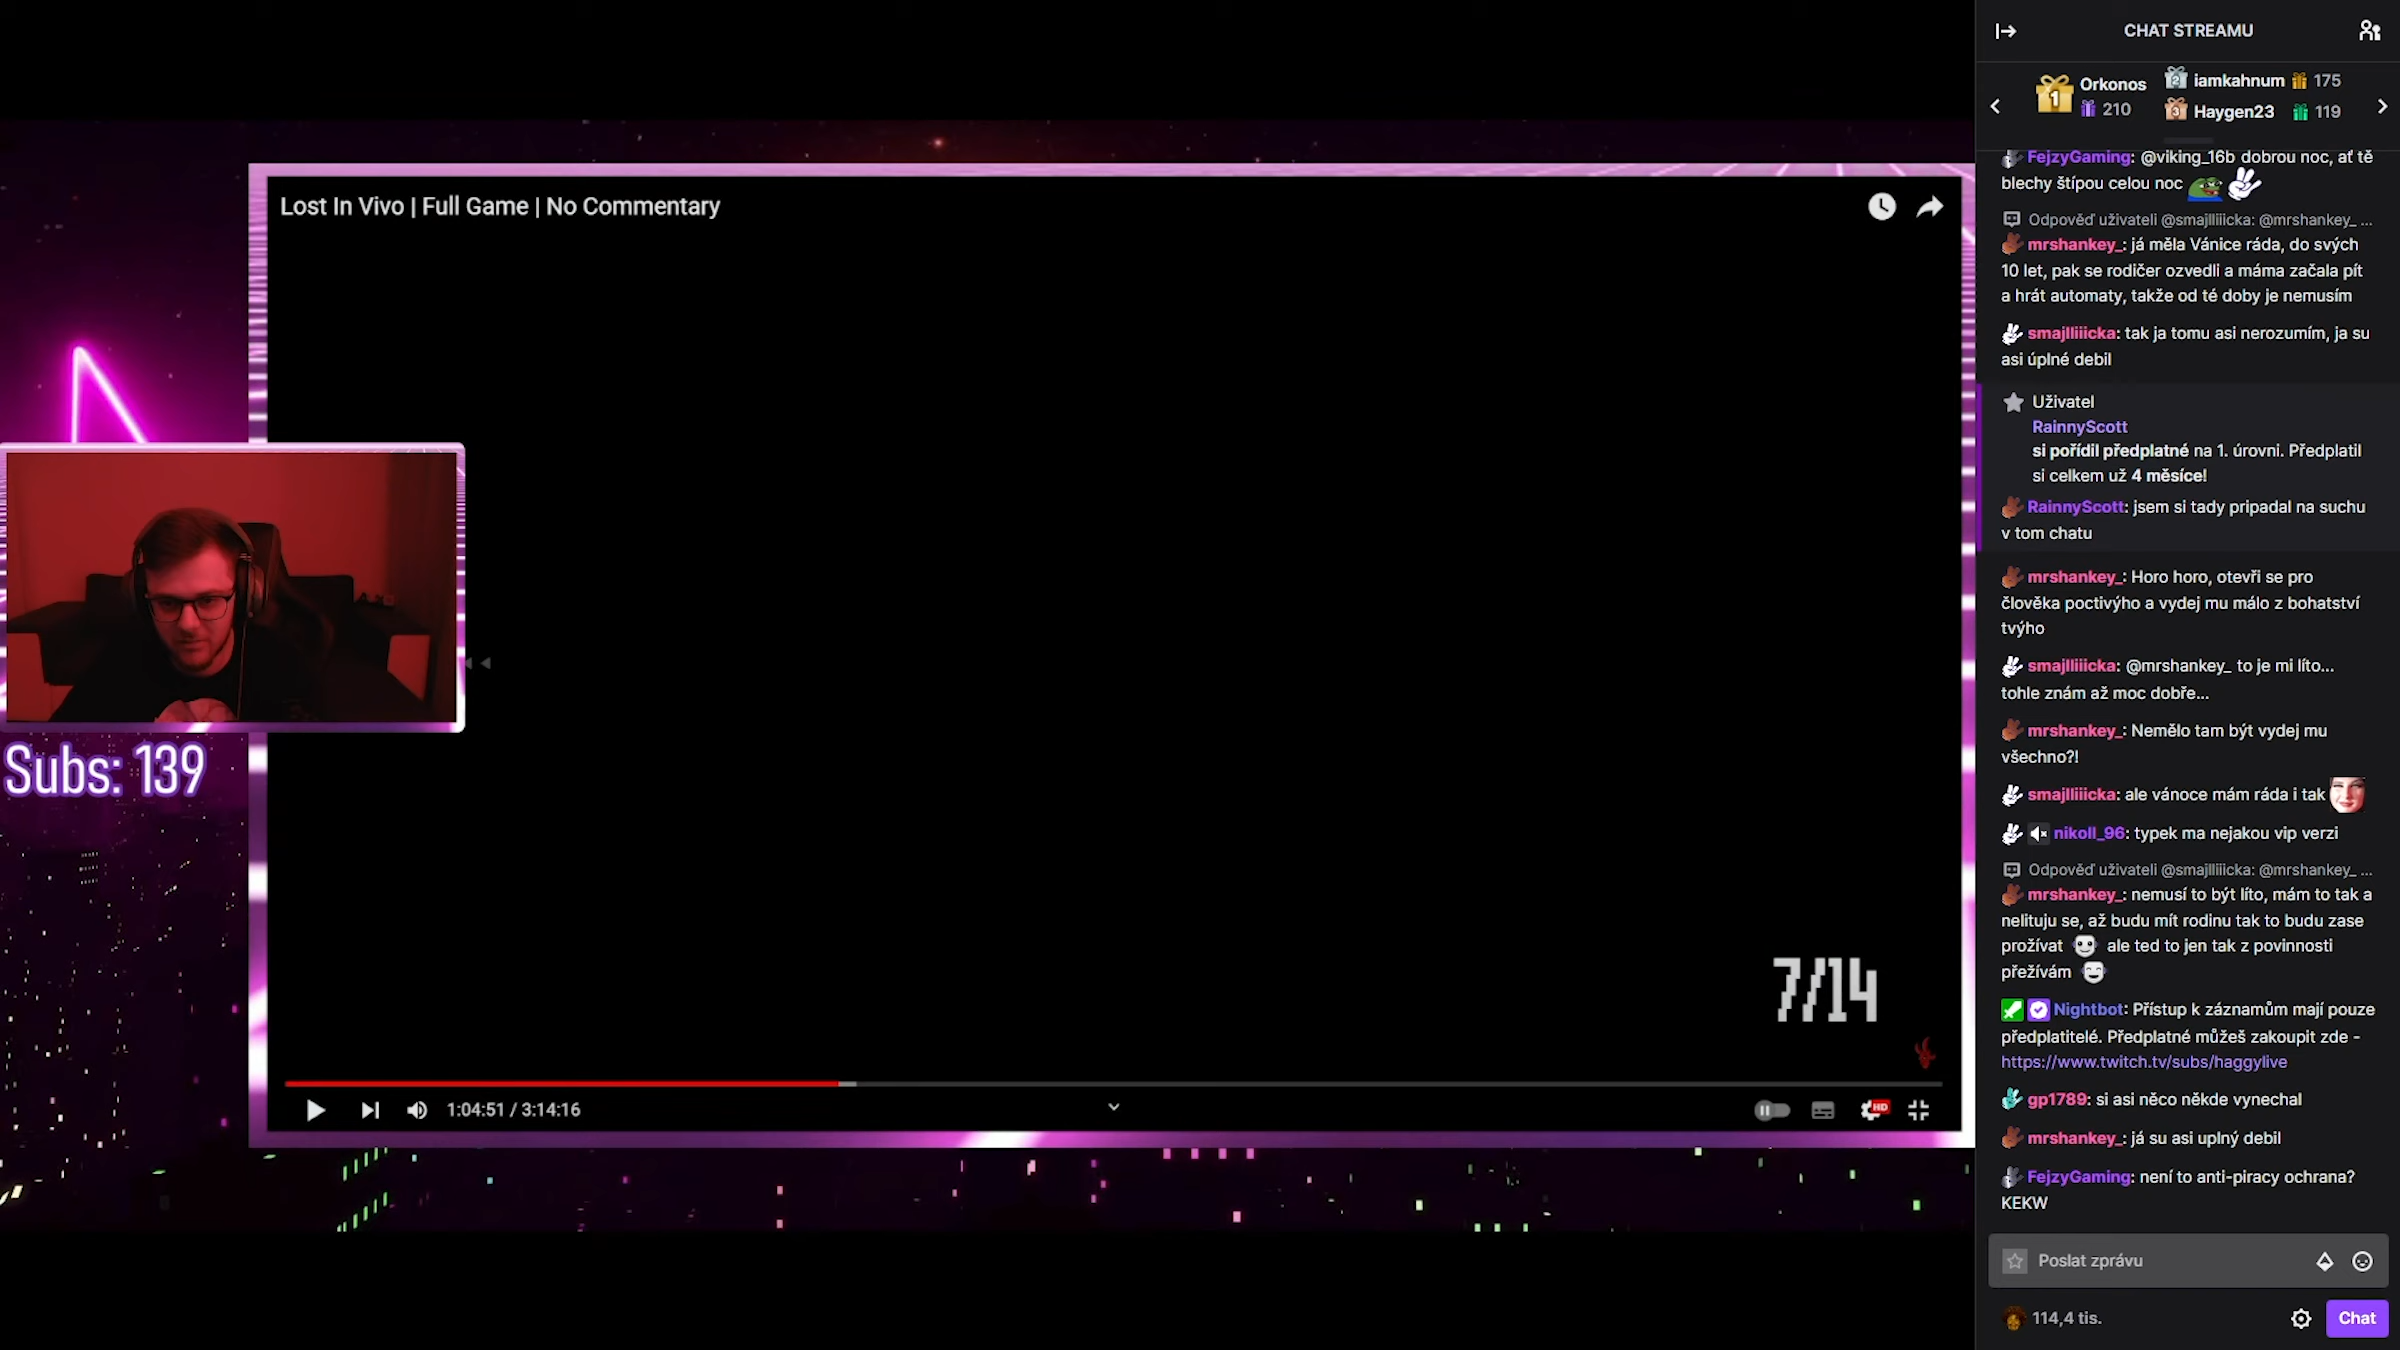 Lost In Vivo | Full Game | No Commentary
Subs: 139
7/14
1:04:51 / 3:14:16
HD
CHAT STREAMU
1
Orkonos
210
2
iamkahnum 175
3
Haygen23 119
FejzyGaming: @viking_16b dobrou noc, ať tě
blechy štípou celou noc
Odpověď uživateli @smajlliiicka: @mrshankey_ ...
mrshankey_: já měla Vánice ráda, do svých
10 let, pak se rodičer ozvedli a máma začala pít
a hrát automaty, takže od té doby je nemusím
smajlliiicka: tak ja tomu asi nerozumím, ja su
asi úplné debil
Uživatel
RainnyScott
si pořídil předplatné na 1. úrovni. Předplatil
si celkem už 4 měsíce!
RainnyScott: jsem si tady pripadal na suchu
v tom chatu
mrshankey_: Horo horo, otevři se pro
člověka poctivýho a vydej mu málo z bohatství
tvýho
smajlliiicka: @mrshankey_ to je mi líto...
tohle znám až moc dobře...
mrshankey_: Nemělo tam být vydej mu
všechno?!
smajlliiicka: ale vánoce mám ráda i tak
nikoll_96: typek ma nejakou vip verzi
Odpověď uživateli @smajlliiicka: @mrshankey_ ...
mrshankey_: nemusí to být líto, mám to tak a
nelituju se, až budu mít rodinu tak to budu zase
prožívat ale ted to jen tak z povinnosti
přežívám
Nightbot: Přístup k záznamům mají pouze
předplatitelé. Předplatné můžeš zakoupit zde -
https://www.twitch.tv/subs/haggylive
gp1789: si asi něco někde vynechal
mrshankey_: já su asi uplný debil
FejzyGaming: není to anti-piracy ochrana?
KEKW
Poslat zprávu
114,4 tis.
Chat